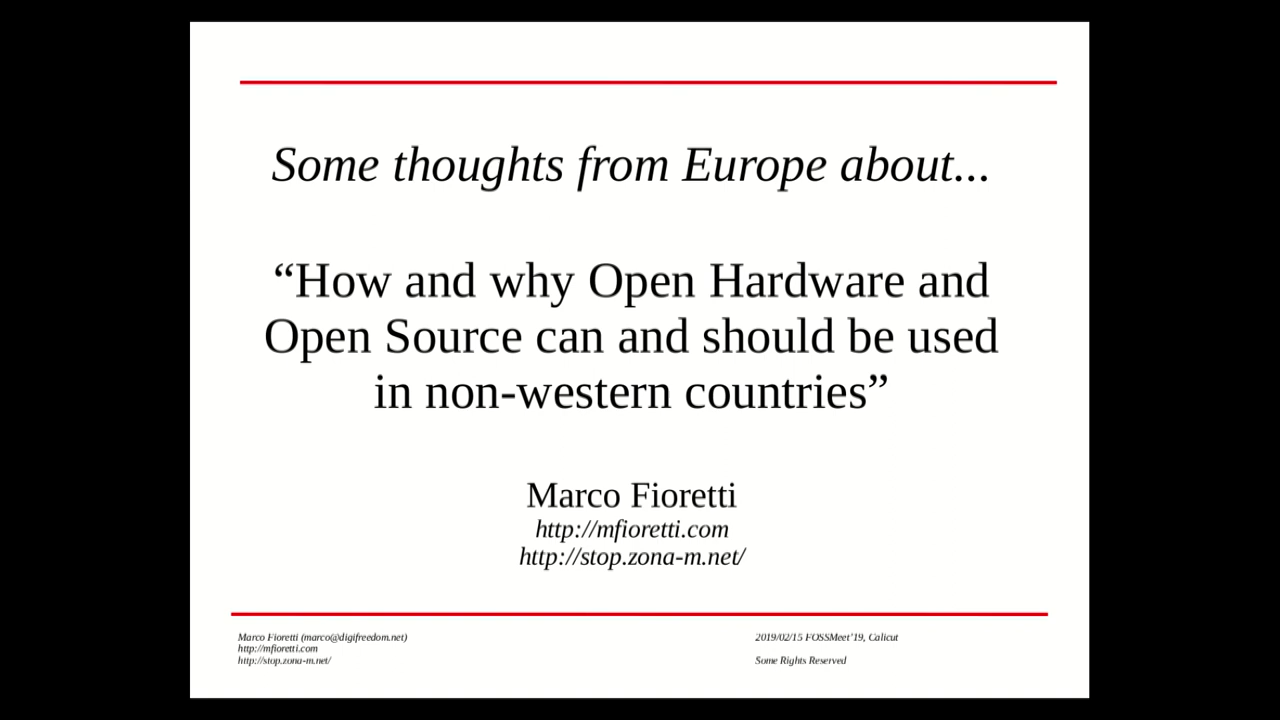 Some thoughts from Europe about...
“How and why Open Hardware and
Open Source can and should be used
in non-western countries”
Marco Fioretti
http://mfioretti.com
http://stop.zona-m.net/
Marco Fioretti (marco@digifreedom.net)
http://mfioretti.com
http://stop.zona-m.net/
2019/02/15 FOSSMeet'19, Calicut
Some Rights Reserved